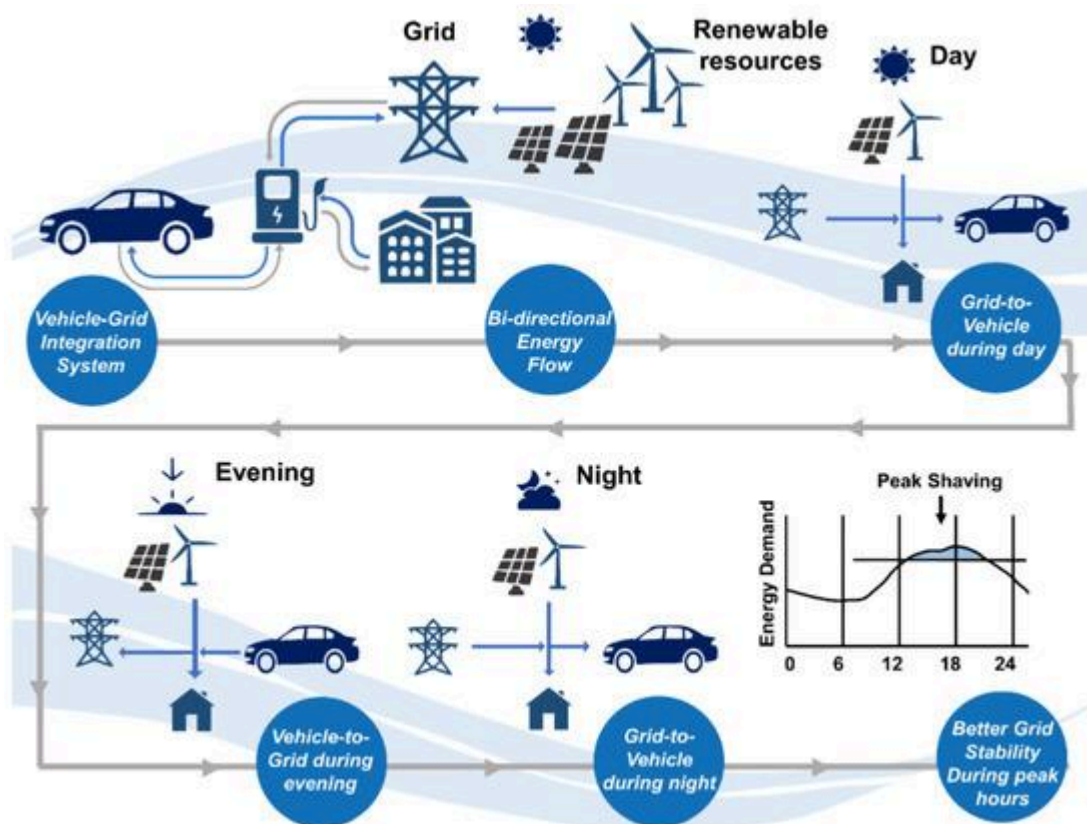 Grid
Renewable
resources
Day
Vehicle-Grid
Integration
System
Bi-directional
Energy
Flow
Grid-to-
Vehicle
during day
Evening
Night
Peak Shaving
Energy Demand
0 6 12 18 24
Vehicle-to-
Grid during
evening
Grid-to-
Vehicle
during night
Better Grid
Stability
During peak
hours